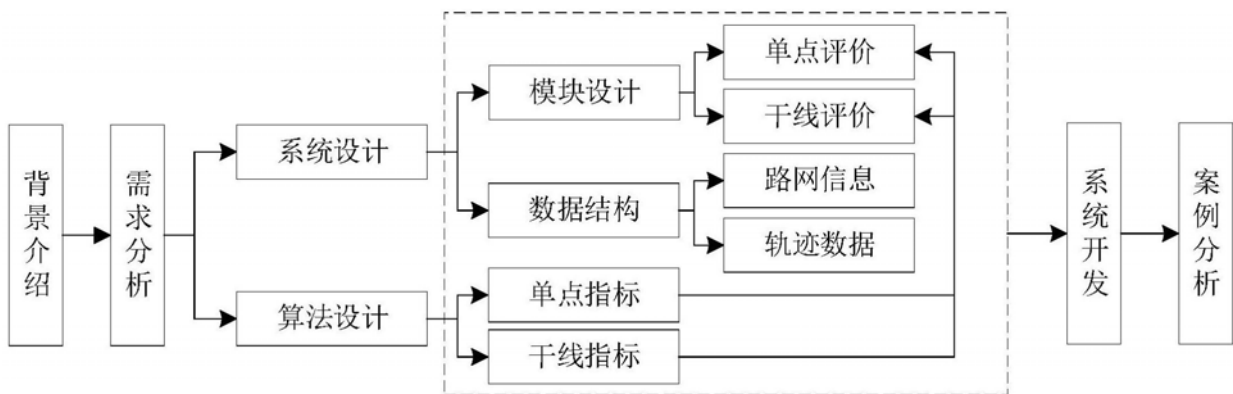 背景介绍
需求分析
系统设计
算法设计
模块设计
数据结构
单点指标
干线指标
单点评价
干线评价
路网信息
轨迹数据
系统开发
案例分析